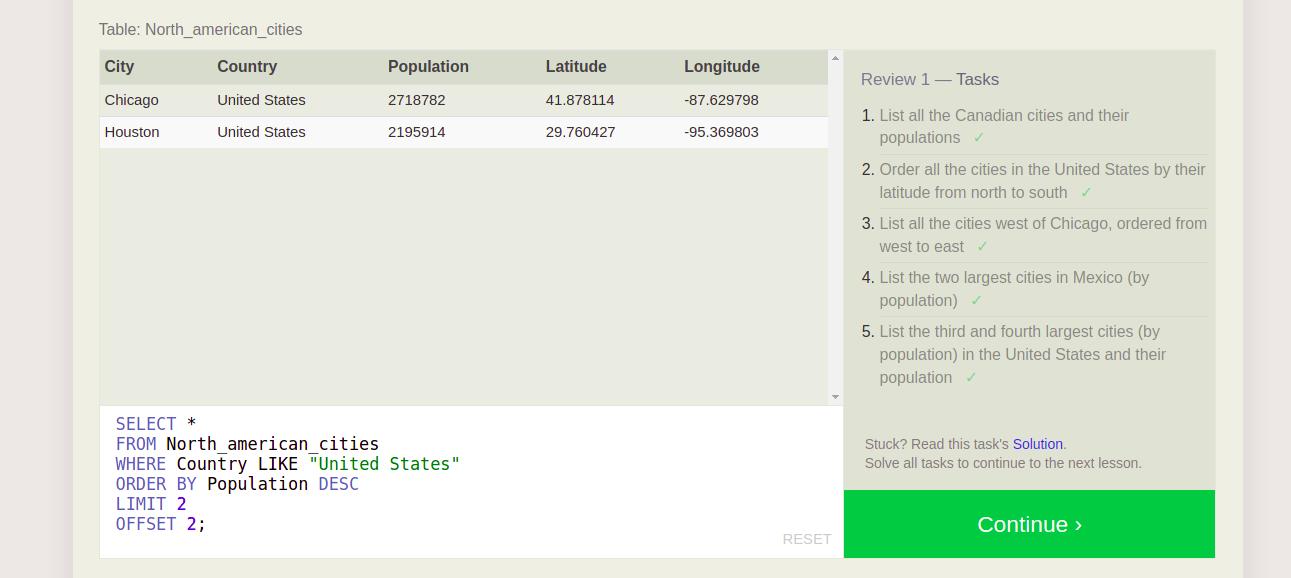 Table: North_american_cities
City Country Population Latitude Longitude
Chicago United States 2718782 41.878114 -87.629798
Houston United States 2195914 29.760427 -95.369803
SELECT *
FROM North_american_cities
WHERE Country LIKE "United States"
ORDER BY Population DESC
LIMIT 2
OFFSET 2;
RESET
Review 1 — Tasks
1. List all the Canadian cities and their
populations ✓
2. Order all the cities in the United States by their
latitude from north to south ✓
3. List all the cities west of Chicago, ordered from
west to east ✓
4. List the two largest cities in Mexico (by
population) ✓
5. List the third and fourth largest cities (by
population) in the United States and their
population ✓
Stuck? Read this task's Solution.
Solve all tasks to continue to the next lesson.
Continue ›